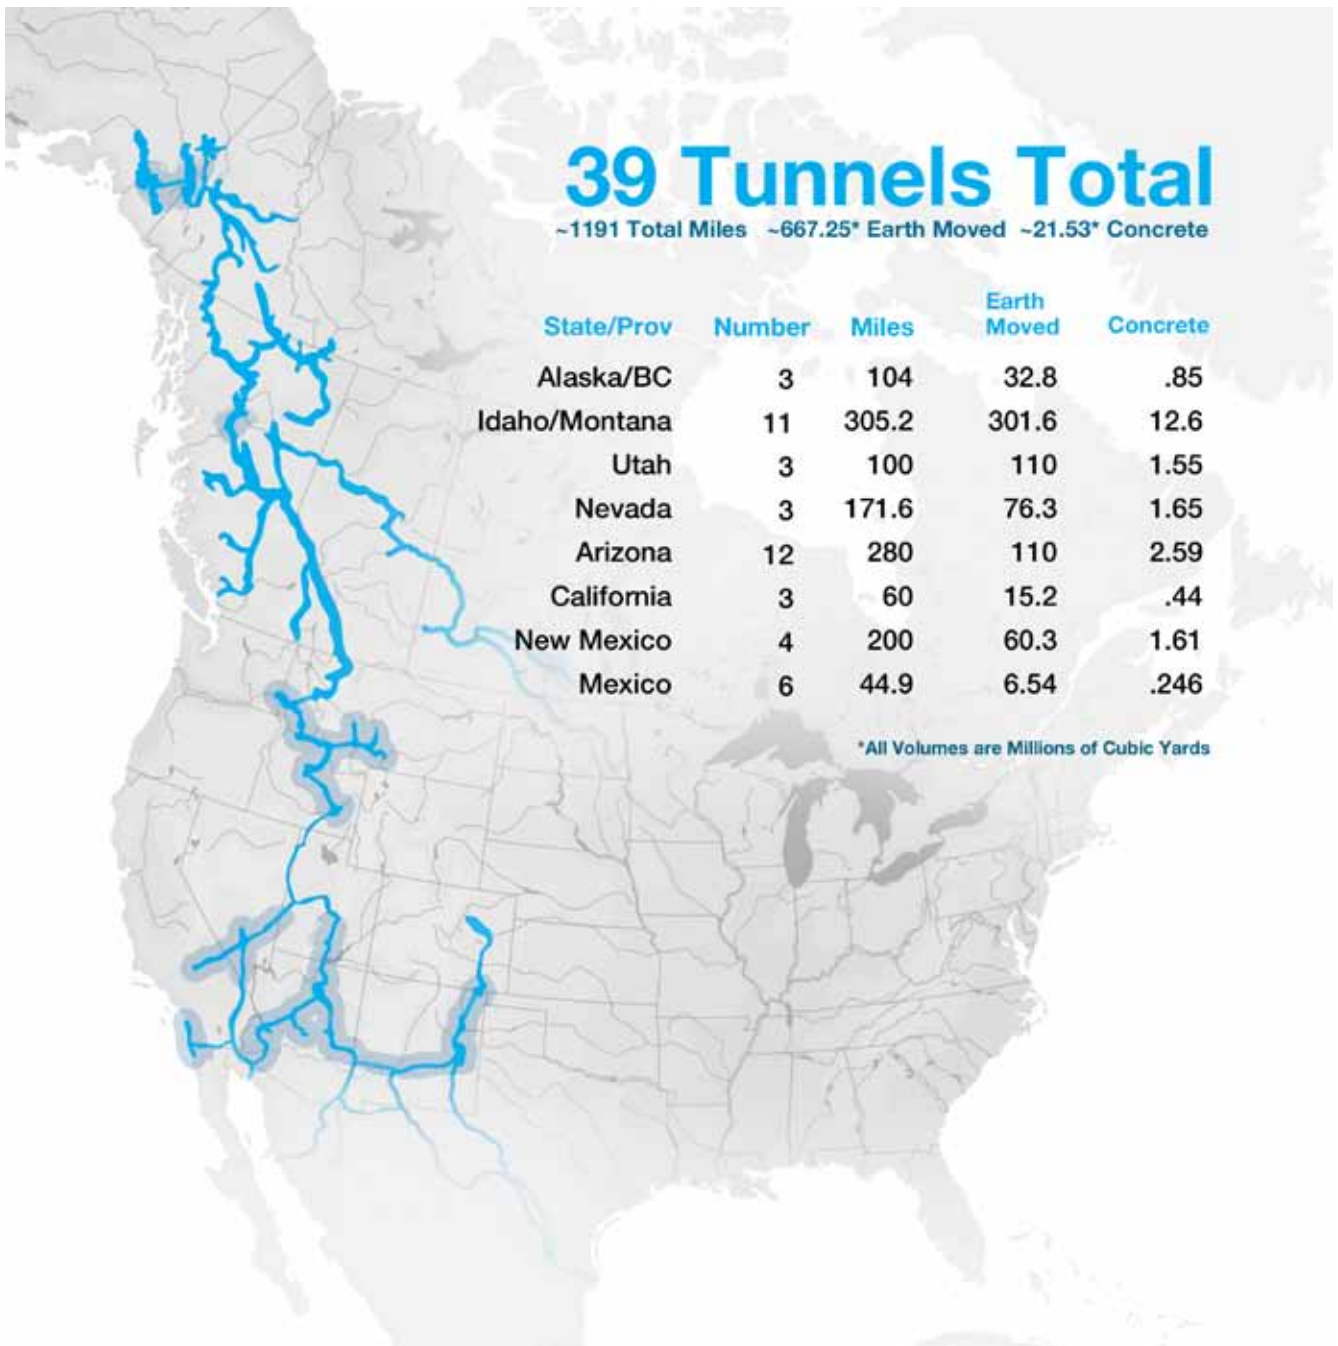 39 Tunnels Total
~1191 Total Miles ~667.25* Earth Moved ~21.53* Concrete
State/Prov Number Miles Earth Moved Concrete
Alaska/BC 3 104 32.8 .85
Idaho/Montana 11 305.2 301.6 12.6
Utah 3 100 110 1.55
Nevada 3 171.6 76.3 1.65
Arizona 12 280 110 2.59
California 3 60 15.2 .44
New Mexico 4 200 60.3 1.61
Mexico 6 44.9 6.54 .246
*All Volumes are Millions of Cubic Yards